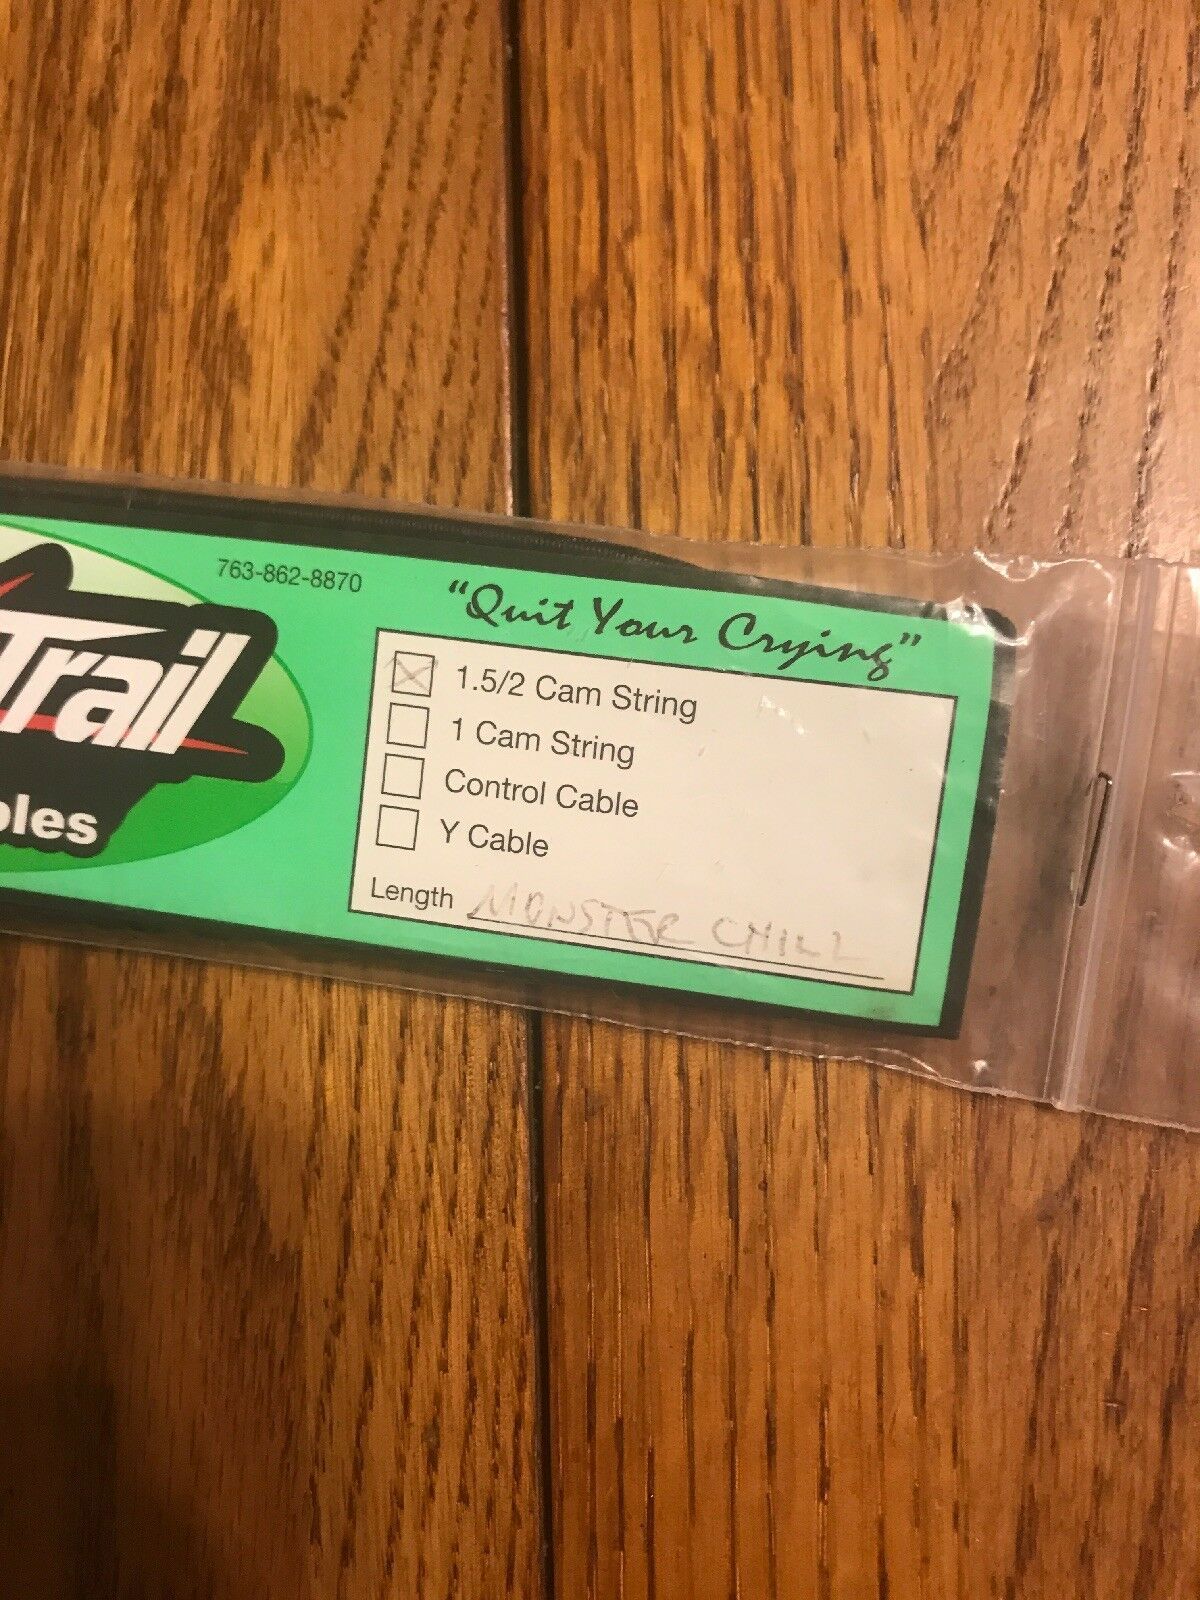 763-862-8870
"Quit Your Crying"
Trail
bles
1.5/2 Cam String
1 Cam String
Control Cable
Y Cable
Length MONSTER CHILL